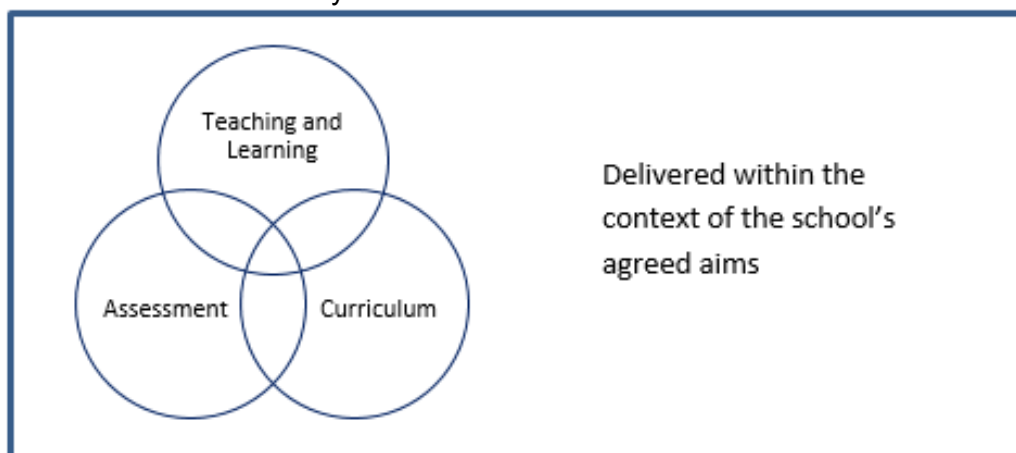 Teaching and
Learning
Assessment
Curriculum
Delivered within the
context of the school's
agreed aims